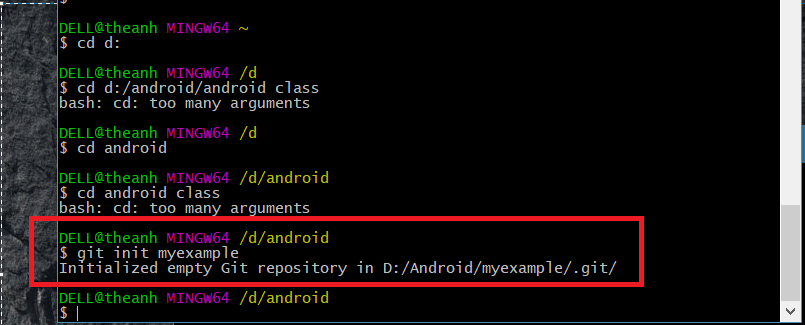 $
DELL@theanh MINGW64 ~
$ cd d:
DELL@theanh MINGW64 /d
$ cd d:/android/android class
bash: cd: too many arguments
DELL@theanh MINGW64 /d
$ cd android
DELL@theanh MINGW64 /d/android
$ cd android class
bash: cd: too many arguments
DELL@theanh MINGW64 /d/android
$ git init myexample
Initialized empty Git repository in D:/Android/myexample/.git/
DELL@theanh MINGW64 /d/android
$